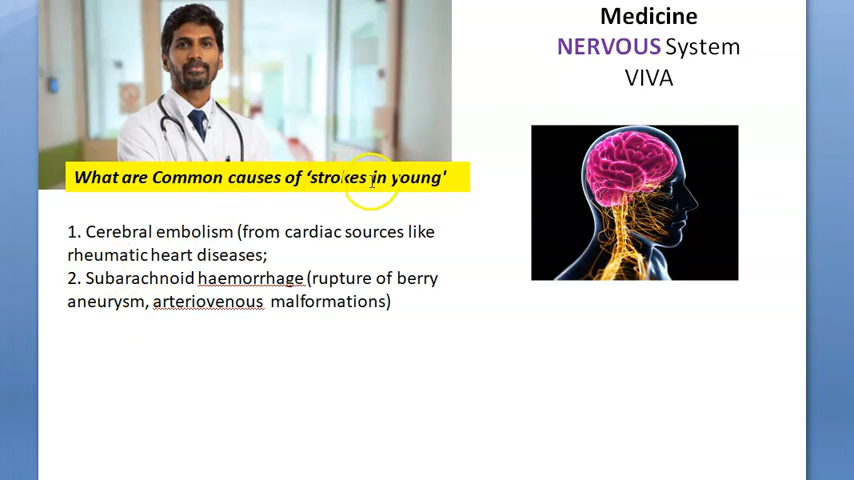 Medicine
NERVOUS System
VIVA
What are Common causes of ‘strokes in young'
1. Cerebral embolism (from cardiac sources like
rheumatic heart diseases;
2. Subarachnoid haemorrhage (rupture of berry
aneurysm, arteriovenous malformations)